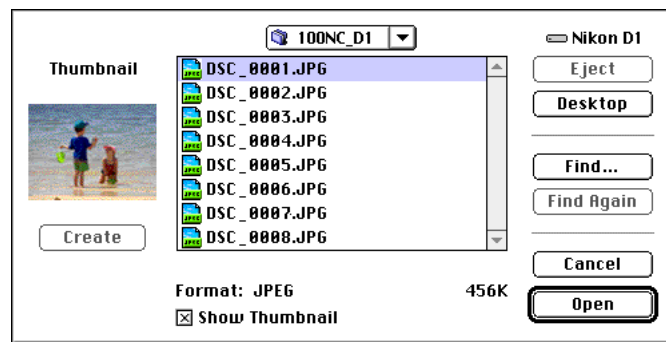 100NC_D1
Nikon D1
Thumbnail
DSC_0001.JPG
DSC_0002.JPG
DSC_0003.JPG
DSC_0004.JPG
DSC_0005.JPG
DSC_0006.JPG
DSC_0007.JPG
DSC_0008.JPG
Create
Format: JPEG
456K
Show Thumbnail
Eject
Desktop
Find...
Find Again
Cancel
Open